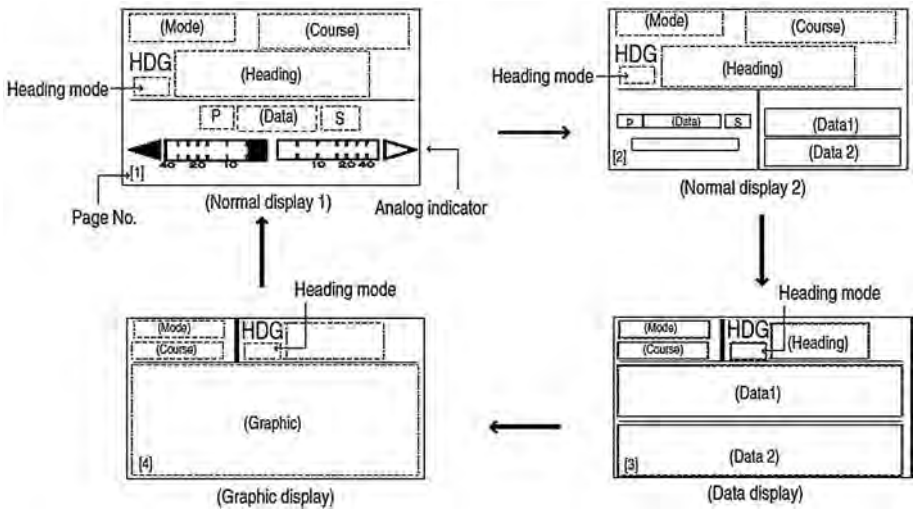 (Mode)
(Course)
HDG
(Heading)
Heading mode
P
(Data)
S
40 20 10
10 20 40
[1]
Page No.
(Normal display 1)
Analog indicator
(Mode)
(Course)
HDG
(Heading)
Heading mode
P
(Data)
S
(Data1)
(Data 2)
[2]
(Normal display 2)
Heading mode
(Mode)
(Course)
HDG
(Graphic)
[4]
(Graphic display)
Heading mode
(Mode)
(Course)
HDG
(Heading)
(Data1)
(Data 2)
[3]
(Data display)